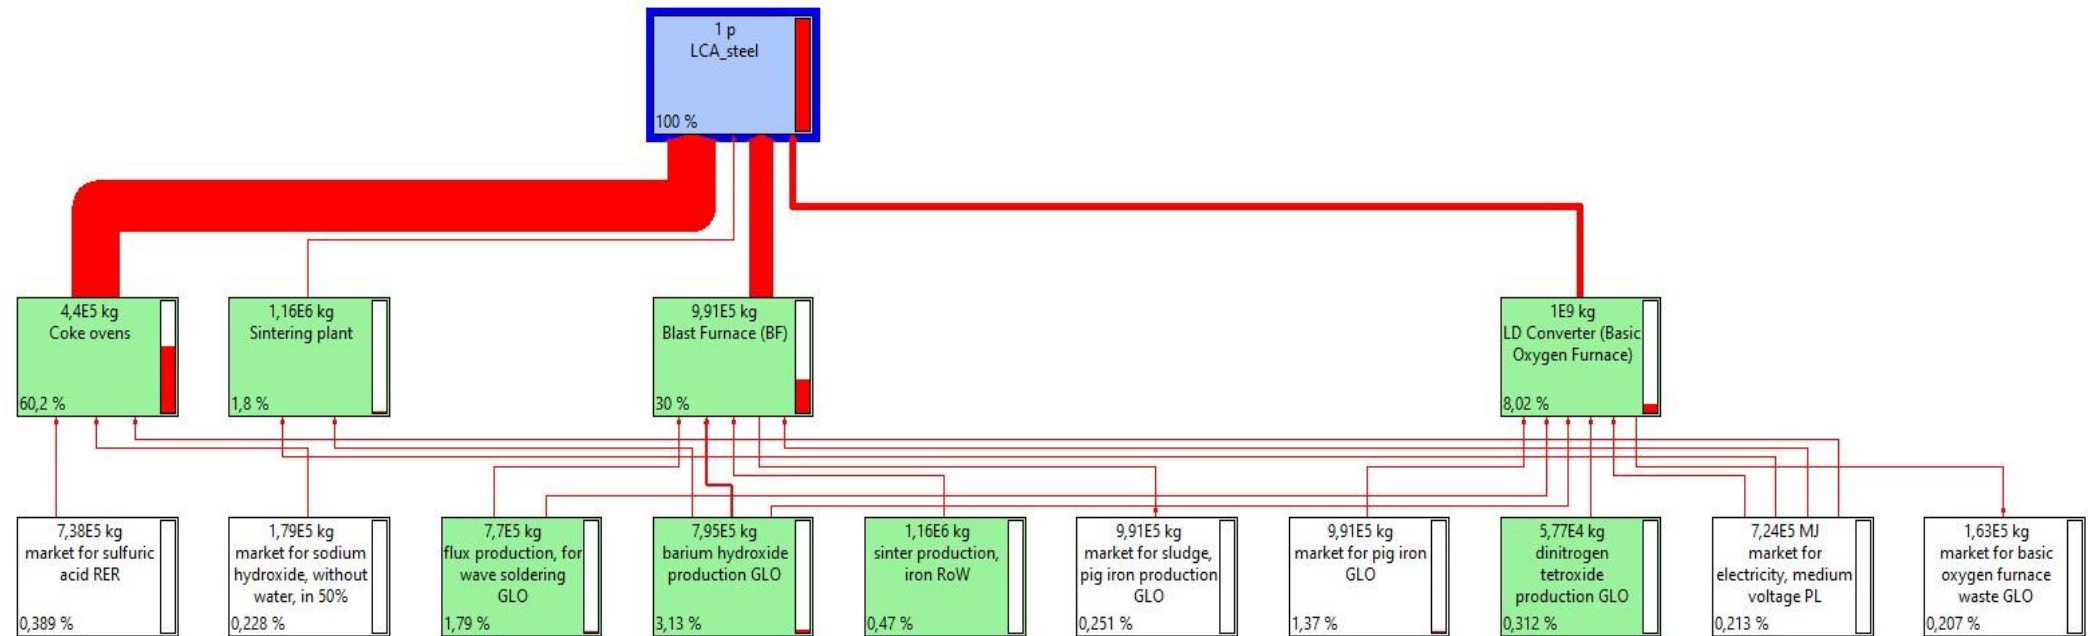 1 p
LCA_steel
100 %
4,4E5 kg
Coke ovens
60,2 %
1,16E6 kg
Sintering plant
1,8 %
9,91E5 kg
Blast Furnace (BF)
30 %
1E9 kg
LD Converter (Basic
Oxygen Furnace)
8,02 %
7,38E5 kg
market for sulfuric
acid RER
0,389 %
1,79E5 kg
market for sodium
hydroxide, without
water, in 50%
0,228 %
7,7E5 kg
flux production, for
wave soldering
GLO
1,79 %
7,95E5 kg
barium hydroxide
production GLO
3,13 %
1,16E6 kg
sinter production,
iron RoW
0,47 %
9,91E5 kg
market for sludge,
pig iron production
GLO
0,251 %
9,91E5 kg
market for pig iron
GLO
1,37 %
5,77E4 kg
dinitrogen
tetroxide
production GLO
0,312 %
7,24E5 MJ
market for
electricity, medium
voltage PL
0,213 %
1,63E5 kg
market for basic
oxygen furnace
waste GLO
0,207 %